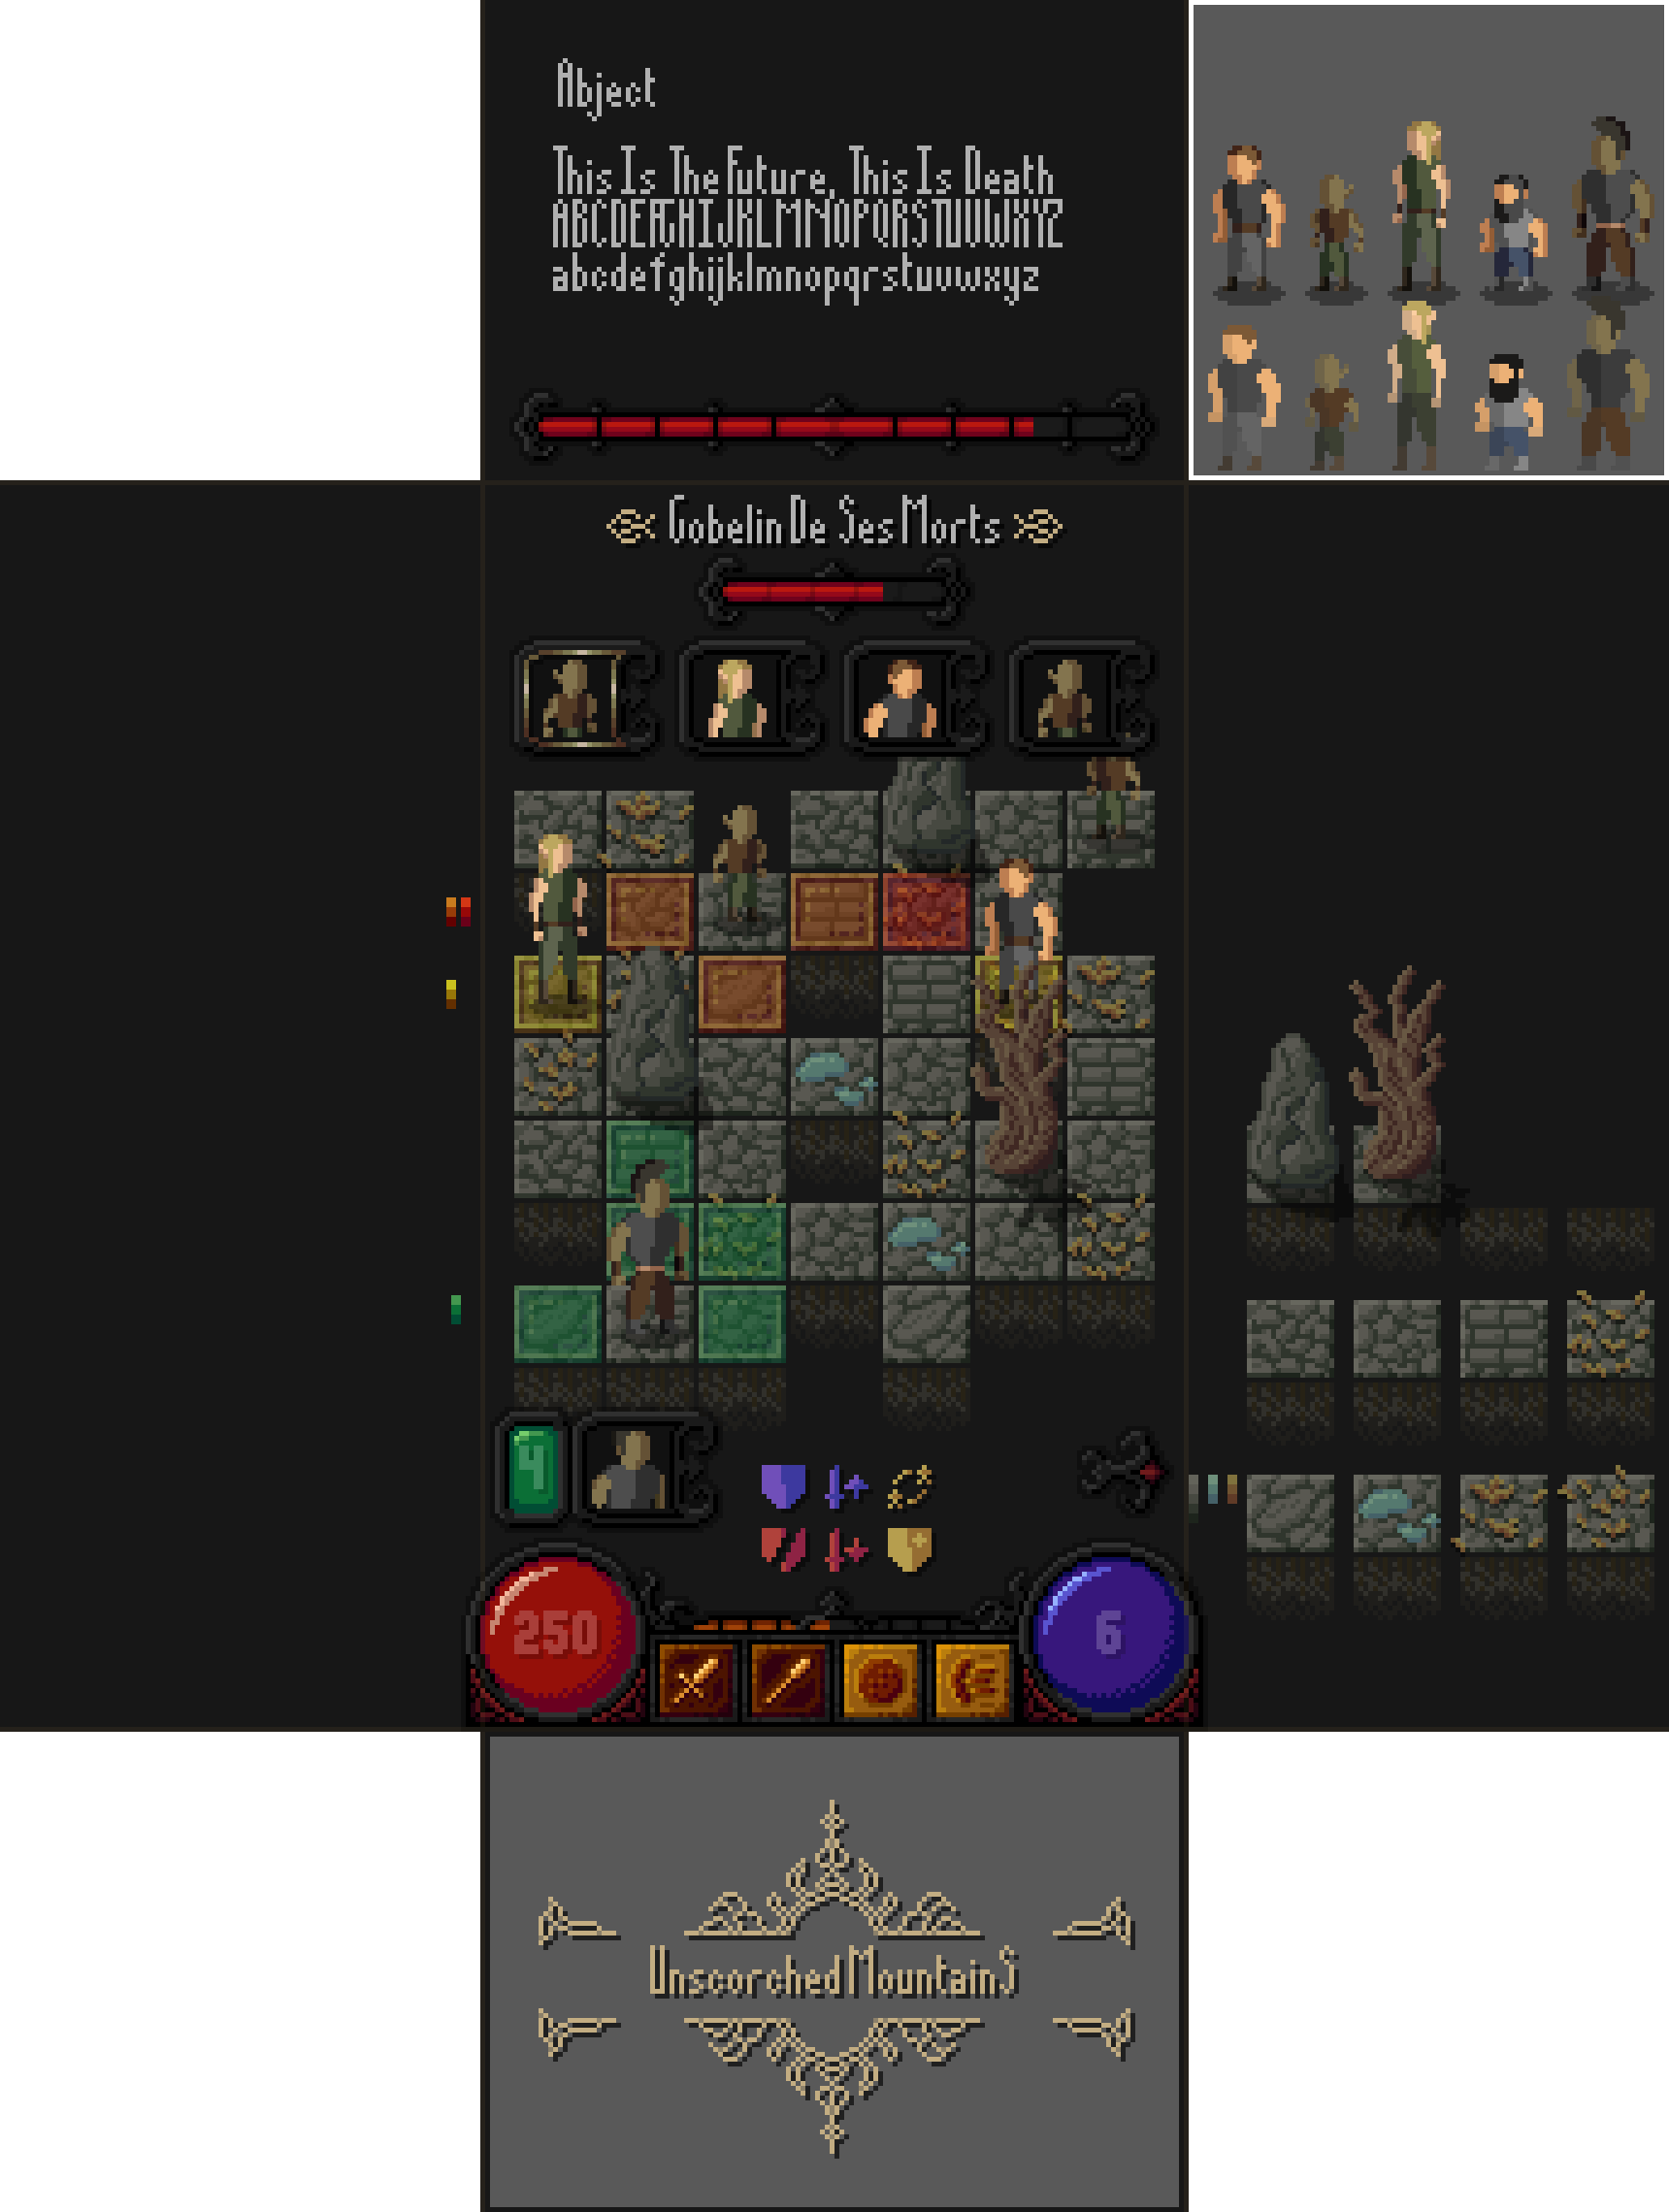 Abject
This Is The Future, This Is Death
ABCDEFGHIJKLMNOPQRSTUVWXYZ
abcdefghijklmnopqrstuvwxyz
Gobelin De Ses Morts
4
250
6
Unscorched MountainS